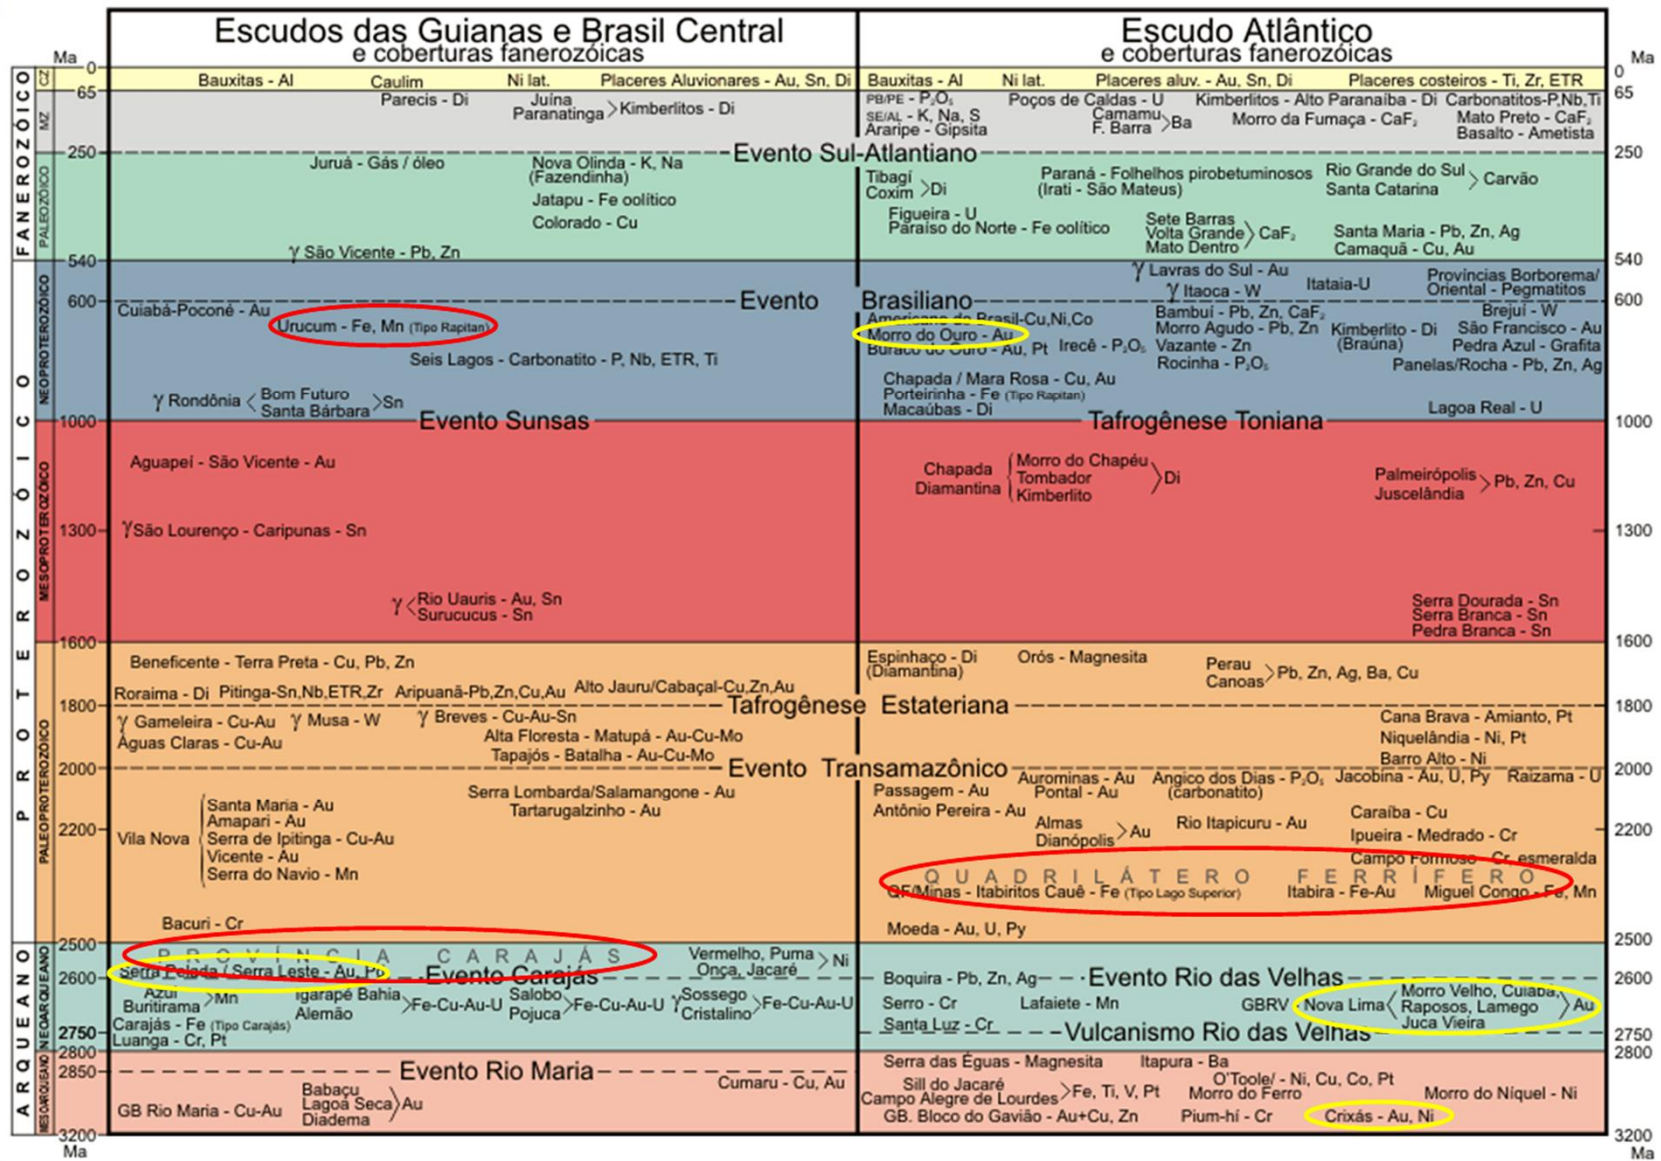 Escudos das Guianas e Brasil Central
e coberturas fanerozóicas
Escudo Atlântico
e coberturas fanerozóicas
Ma
Ma
FANEROZÓICO
PROTEROZÓICO
ARQUEANO
CZ
MZ
PALEOZÓICO
NEOPROTEROZÓICO
MESOPROTEROZÓICO
PALEOPROTEROZÓICO
NEOARQUEANO
MESOARQUEANO
0
65
250
540
600
1000
1300
1600
1800
2000
2200
2500
2600
2750
2800
2850
3200
Ma
Bauxitas - Al
Caulim
Ni lat.
Placeres Aluvionares - Au, Sn, Di
Parecis - Di
Juína
Paranatinga > Kimberlitos - Di
Evento Sul-Atlantiano
Juruá - Gás / óleo
Nova Olinda - K, Na
(Fazendinha)
Jatapu - Fe oolítico
Colorado - Cu
γ São Vicente - Pb, Zn
Evento Brasiliano
Cuiabá-Poconé - Au
Urucum - Fe, Mn (Tipo Rapitan)
Seis Lagos - Carbonatito - P, Nb, ETR, Ti
γ Rondônia < Bom Futuro
Santa Bárbara > Sn
Evento Sunsas
Aguapeí - São Vicente - Au
γ São Lourenço - Caripunas - Sn
γ < Rio Uauris - Au, Sn
Surucucus - Sn
Beneficente - Terra Preta - Cu, Pb, Zn
Roraima - Di
Pitinga-Sn,Nb,ETR,Zr
Aripuanã-Pb,Zn,Cu,Au
Alto Jauru/Cabaçal-Cu,Zn,Au
Tafrogênese Estateriana
γ Gameleira - Cu-Au
γ Musa - W
γ Breves - Cu-Au-Sn
Águas Claras - Cu-Au
Alta Floresta - Matupá - Au-Cu-Mo
Tapajós - Batalha - Au-Cu-Mo
Evento Transamazônico
Serra Lombarda/Salamangone - Au
Tartarugalzinho - Au
Vila Nova
Santa Maria - Au
Amapari - Au
Serra de Ipitinga - Cu-Au
Vicente - Au
Serra do Navio - Mn
Bacuri - Cr
PROVÍNCIA CARAJÁS
Vermelho, Puma
Onça, Jacaré > Ni
Serra Pelada / Serra Leste - Au, Pd
Evento Carajás
Azul
Buritirama > Mn
Igarapé Bahia
Alemão > Fe-Cu-Au-U
Salobo
Pojuca > Fe-Cu-Au-U
γ Sossego
Cristalino > Fe-Cu-Au-U
Carajás - Fe (Tipo Carajás)
Luanga - Cr, Pt
Evento Rio Maria
Cumaru - Cu, Au
GB Rio Maria - Cu-Au
Babaçu
Lagoa Seca > Au
Diadema
Bauxitas - Al
Ni lat.
Placeres aluv. - Au, Sn, Di
Placeres costeiros - Ti, Zr, ETR
PB/PE - P₂O₅
SE/AL - K, Na, S
Araripe - Gipsita
Poços de Caldas - U
Camamu
F. Barra > Ba
Kimberlitos - Alto Paranaíba - Di
Morro da Fumaça - CaF₂
Carbonatitos-P,Nb,Ti
Mato Preto - CaF₂
Basalto - Ametista
Tibagí
Coxim > Di
Paraná - Folhelhos pirobetuminosos
(Irati - São Mateus)
Rio Grande do Sul
Santa Catarina > Carvão
Figueira - U
Paraíso do Norte - Fe oolítico
Sete Barras
Volta Grande > CaF₂
Mato Dentro
Santa Maria - Pb, Zn, Ag
Camaquã - Cu, Au
γ Lavras do Sul - Au
γ Itaoca - W
Itataia-U
Províncias Borborema/
Oriental - Pegmatitos
Americano do Brasil-Cu,Ni,Co
Morro do Ouro - Au
Buraco do Ouro - Au, Pt
Irecê - P₂O₅
Bambuí - Pb, Zn, CaF₂
Morro Agudo - Pb, Zn
Vazante - Zn
Rocinha - P₂O₅
Kimberlito - Di
(Braúna)
Brejuí - W
São Francisco - Au
Pedra Azul - Grafita
Panelas/Rocha - Pb, Zn, Ag
Chapada / Mara Rosa - Cu, Au
Porteirinha - Fe (Tipo Rapitan)
Macaúbas - Di
Lagoa Real - U
Tafrogênese Toniana
Chapada
Diamantina
Morro do Chapéu
Tombador > Di
Kimberlito
Palmeirópolis
Juscelândia > Pb, Zn, Cu
Serra Dourada - Sn
Serra Branca - Sn
Pedra Branca - Sn
Espinhaço - Di
(Diamantina)
Orós - Magnesita
Perau
Canoas > Pb, Zn, Ag, Ba, Cu
Cana Brava - Amianto, Pt
Niquelândia - Ni, Pt
Barro Alto - Ni
Aurominas - Au
Angico dos Dias - P₂O₅
(carbonatito)
Jacobina - Au, U, Py
Raizama - U
Passagem - Au
Pontal - Au
Antônio Pereira - Au
Almas
Dianópolis > Au
Rio Itapicuru - Au
Caraíba - Cu
Ipueira - Medrado - Cr
Campo Formoso - Cr, esmeralda
QUADRILÁTERO FERRÍFERO
QF/Minas - Itabiritos Cauê - Fe (Tipo Lago Superior)
Itabira - Fe-Au
Miguel Congo - Fe, Mn
Moeda - Au, U, Py
Boquira - Pb, Zn, Ag
Evento Rio das Velhas
Serro - Cr
Lafaiete - Mn
GBRV - Nova Lima < Morro Velho, Cuiabá,
Raposos, Lamego > Au
Juca Vieira
Santa Luz - Cr
Vulcanismo Rio das Velhas
Serra das Éguas - Magnesita
Itapura - Ba
Sill do Jacaré
Campo Alegre de Lourdes > Fe, Ti, V, Pt
O'Toole/ - Ni, Cu, Co, Pt
Morro do Ferro
Morro do Níquel - Ni
GB. Bloco do Gavião - Au+Cu, Zn
Pium-hí - Cr
Crixás - Au, Ni
0
65
250
540
600
1000
1300
1600
1800
2000
2200
2500
2600
2750
2800
3200
Ma